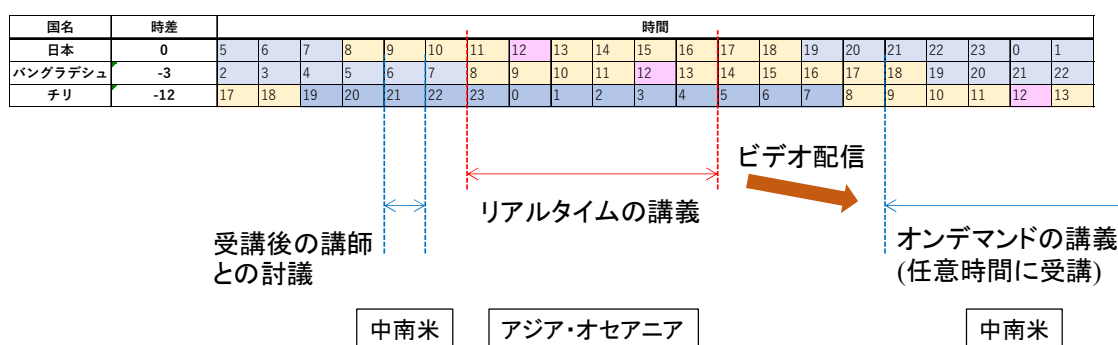 国名 時差 時間
日本 0 5 6 7 8 9 10 11 12 13 14 15 16 17 18 19 20 21 22 23 0 1
バングラデシュ -3 2 3 4 5 6 7 8 9 10 11 12 13 14 15 16 17 18 19 20 21 22
チリ -12 17 18 19 20 21 22 23 0 1 2 3 4 5 6 7 8 9 10 11 12 13
ビデオ配信
リアルタイムの講義
受講後の講師
との討議
オンデマンドの講義
(任意時間に受講)
中南米 アジア・オセアニア 中南米